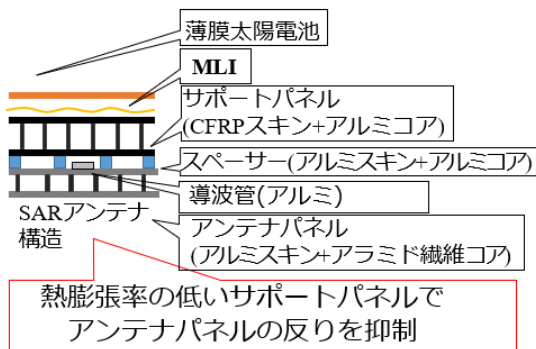 薄膜太陽電池
MLI
サポートパネル
(CFRPスキン+アルミコア)
スペーサー(アルミスキン+アルミコア)
導波管(アルミ)
SARアンテナ
構造
アンテナパネル
(アルミスキン+アラミド繊維コア)
熱膨張率の低いサポートパネルで
アンテナパネルの反りを抑制